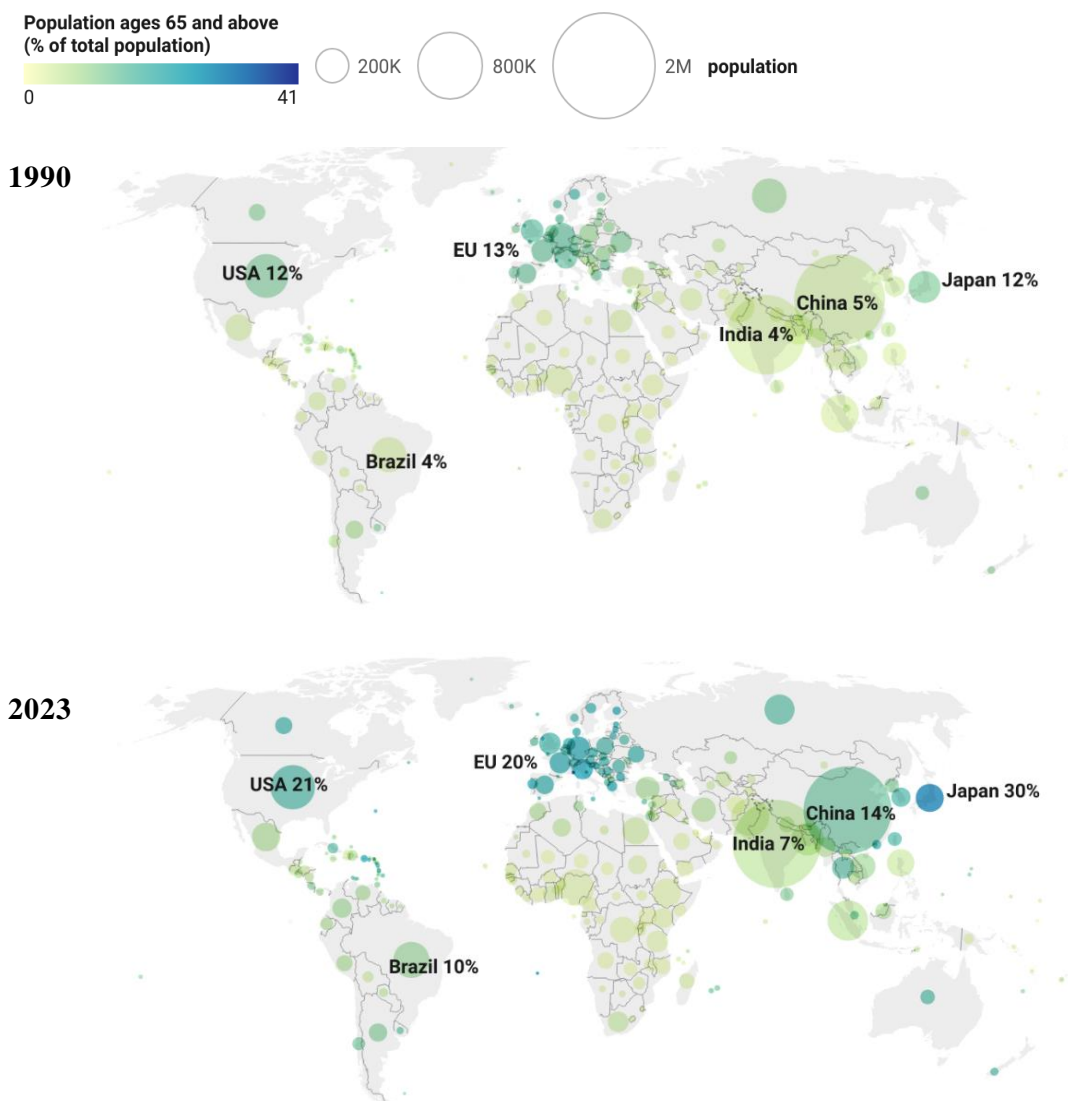 Population ages 65 and above
(% of total population)
0 41
200K 800K 2M population
1990
EU 13%
USA 12%
Japan 12%
China 5%
India 4%
Brazil 4%
2023
EU 20%
USA 21%
Japan 30%
China 14%
India 7%
Brazil 10%